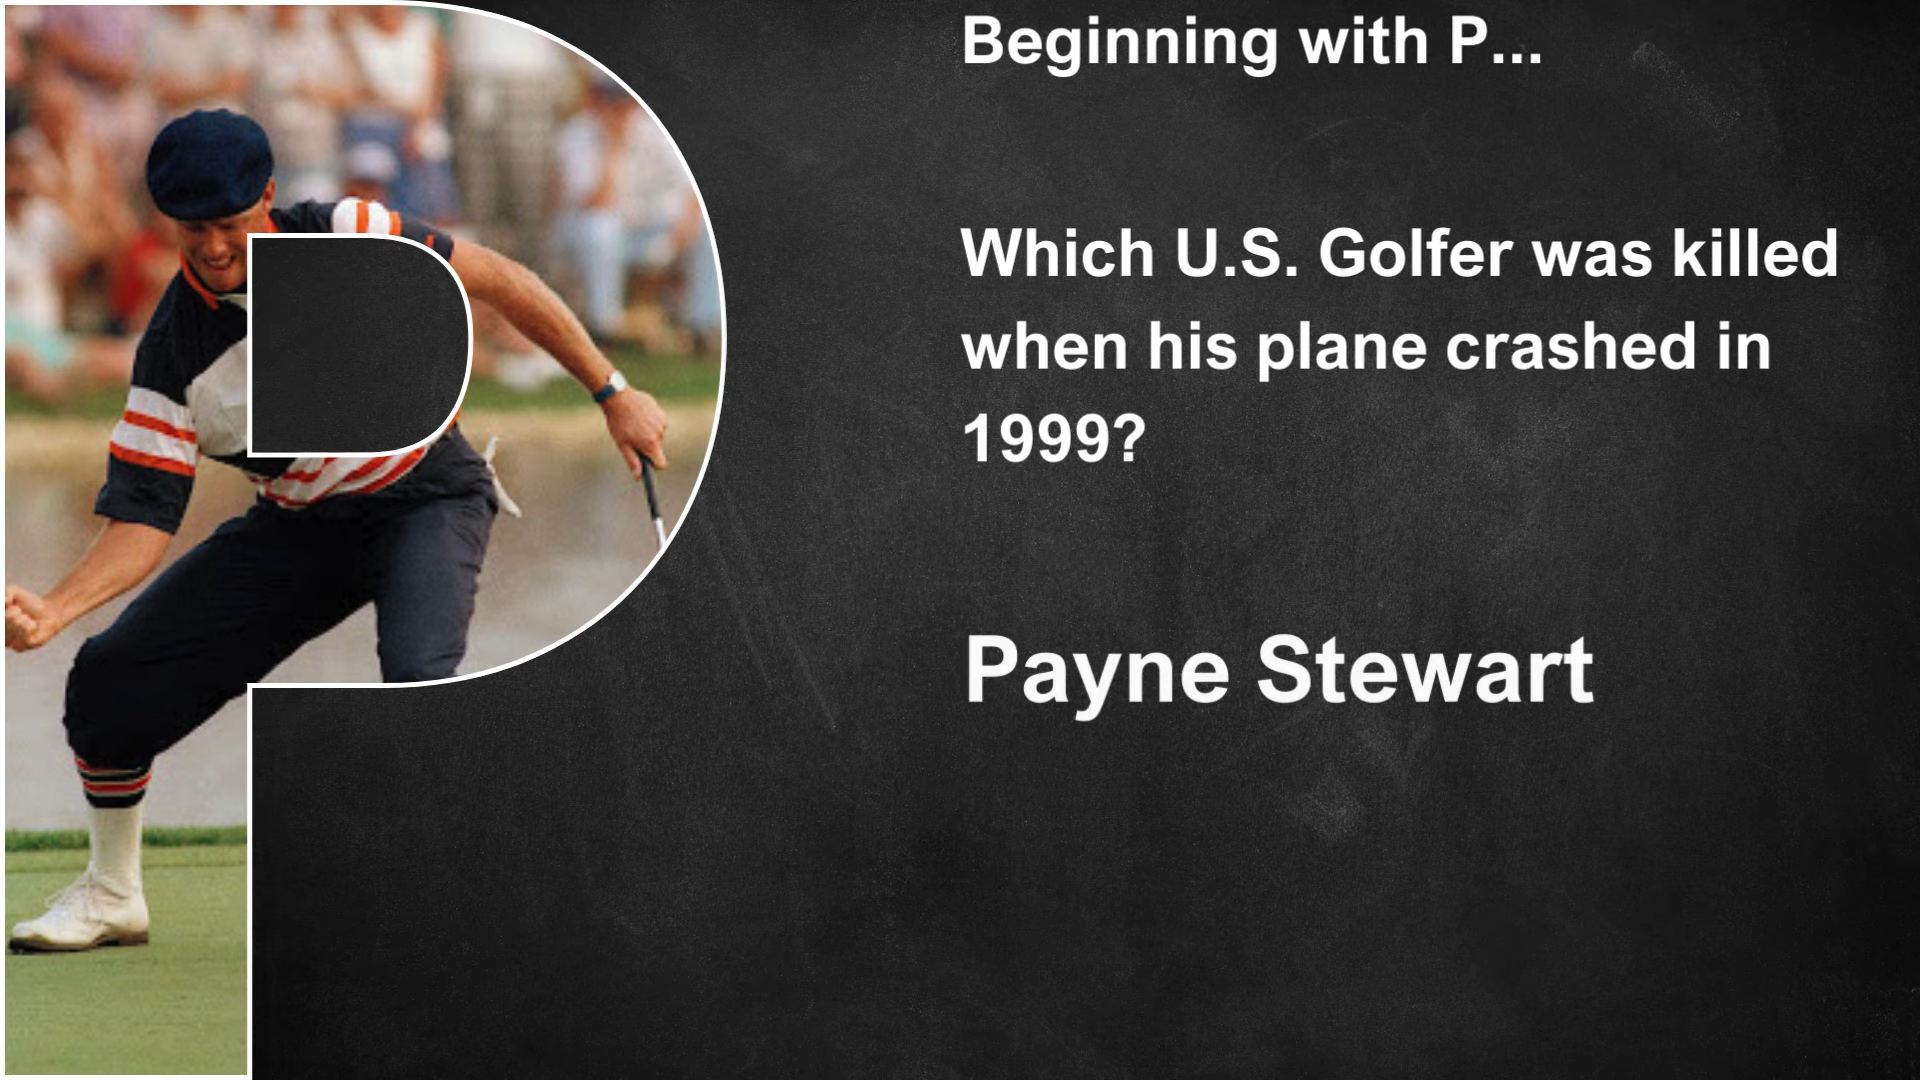 Beginning with P...
Which U.S. Golfer was killed
when his plane crashed in
1999?
Payne Stewart